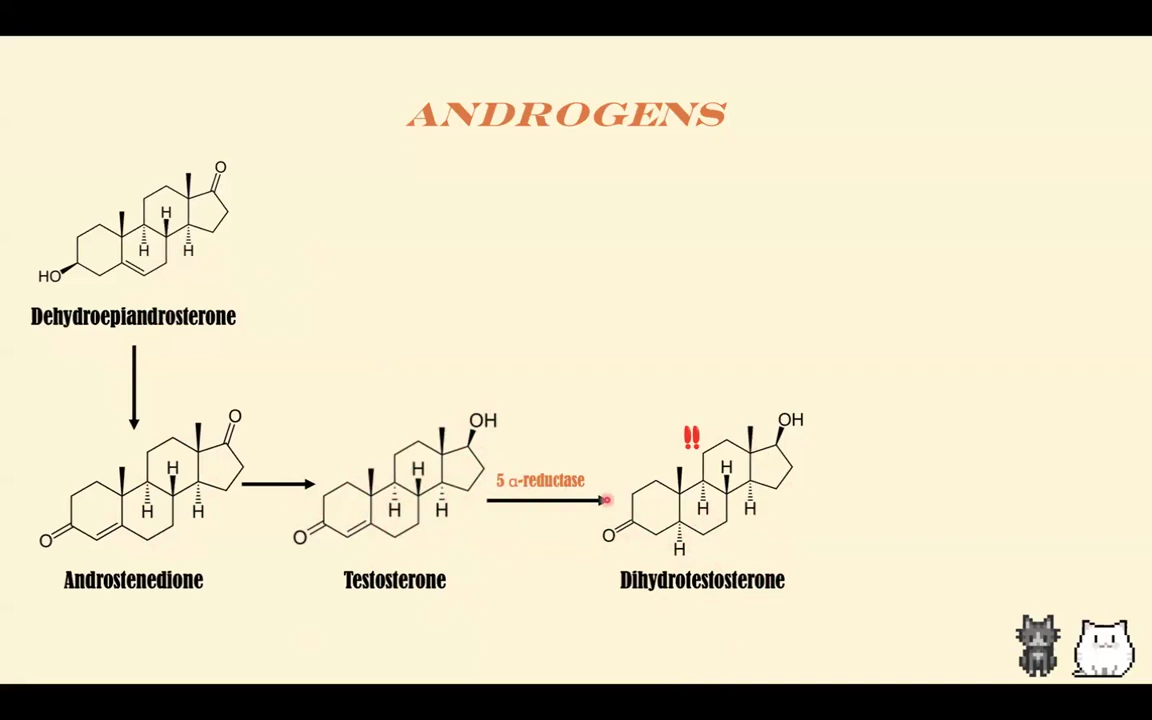 ANDROGENS
O
H
H
H
HO
Dehydroepiandrosterone
O
H
H
H
O
Androstenedione
OH
H
H
H
O
Testosterone
5 α-reductase
!!
OH
H
H
H
O
H
Dihydrotestosterone